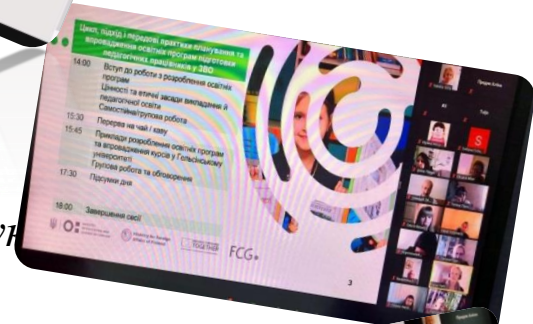 Цикл, підхід і передові практики планування та
впровадження освітніх програм підготовки
педагогічних працівників у ЗВО
14:00 Вступ до роботи з розроблення освітніх
програм
Цінності та етичні засади викладання й
педагогічної освіти
Самостійна/групова робота
15:30 Перерва на чай / каву
15:45 Приклади розроблення освітніх програм
та впровадження курсів у Гельсінському
університеті
Групова робота та обговорення
17:30 Підсумки дня
18:00 Завершення сесії
FCG
3
S